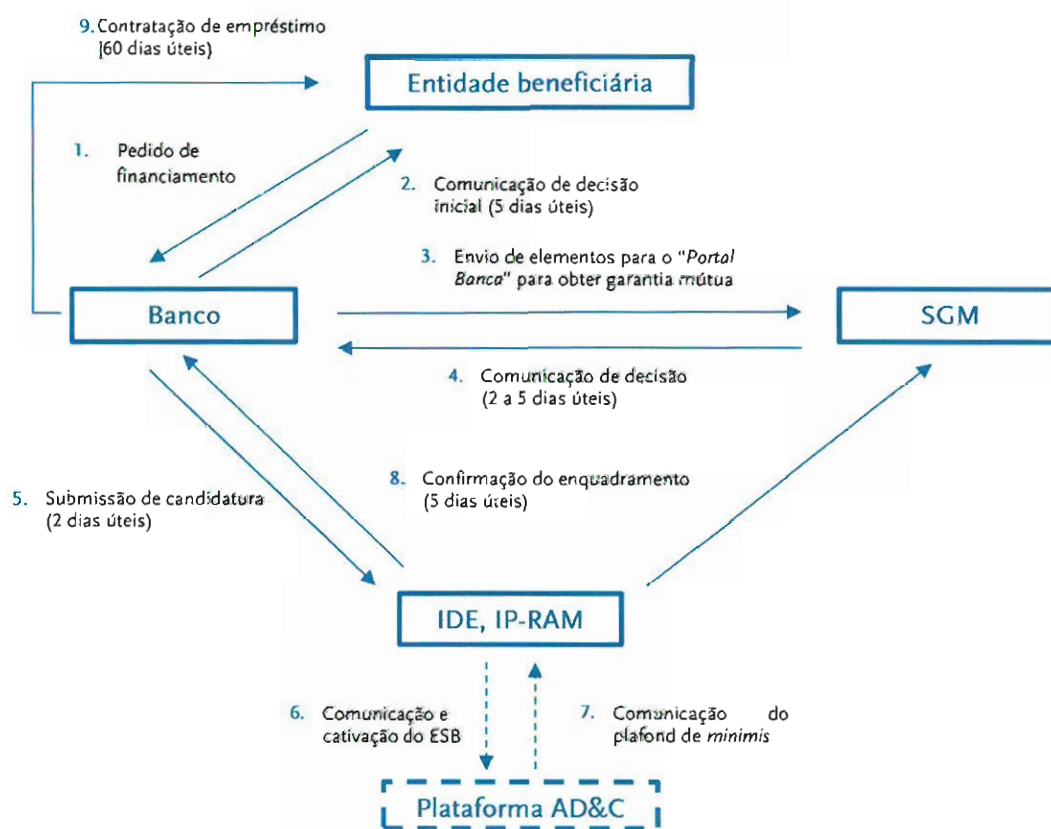 9. Contratação de empréstimo
(60 dias úteis)
Entidade beneficiária
1. Pedido de
financiamento
2. Comunicação de decisão
inicial (5 dias úteis)
3. Envio de elementos para o "Portal
Banca" para obter garantia mútua
Banco
SGM
4. Comunicação de decisão
(2 a 5 dias úteis)
5. Submissão de candidatura
(2 dias úteis)
8. Confirmação do enquadramento
(5 dias úteis)
IDE, IP-RAM
6. Comunicação e
cativação do ESB
7. Comunicação do
plafond de minimis
Plataforma AD&C